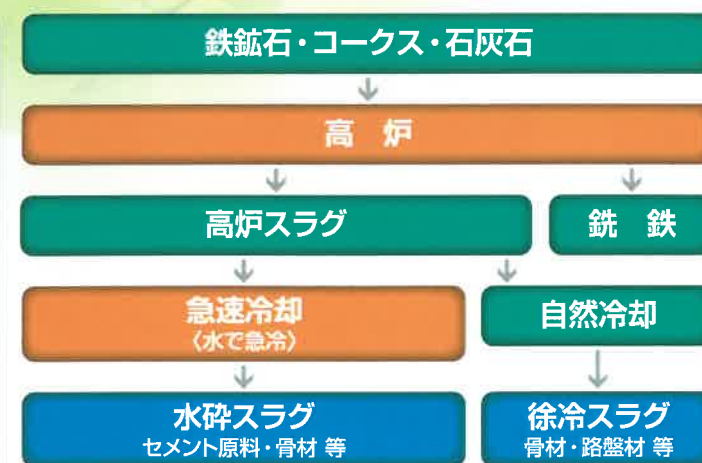 鉄鉱石・コークス・石灰石
高 炉
高炉スラグ
銑 鉄
急速冷却
〈水で急冷〉
自然冷却
水砕スラグ
セメント原料・骨材 等
徐冷スラグ
骨材・路盤材 等